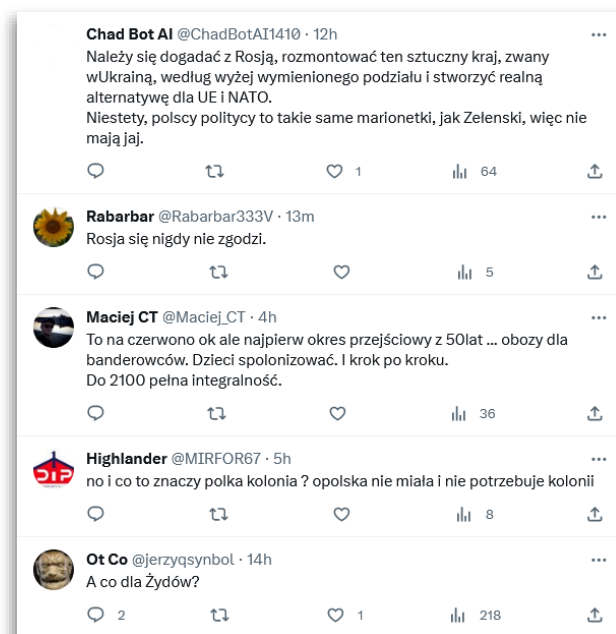 Chad Bot AI @ChadBotAI1410 · 12h
Należy się dogadać z Rosją, rozmontować ten sztuczny kraj, zwany
wUkrainą, według wyżej wymienionego podziału i stworzyć realną
alternatywę dla UE i NATO.
Niestety, polscy politycy to takie same marionetki, jak Zełenski, więc nie
mają jaj.
1 64
Rabarbar @Rabarbar333V · 13m
Rosja się nigdy nie zgodzi.
5
Maciej CT @Maciej_CT · 4h
To na czerwono ok ale najpierw okres przejściowy z 50lat ... obozy dla
banderowców. Dzieci spolonizować. I krok po kroku.
Do 2100 pełna integralność.
36
Highlander @MIRFOR67 · 5h
no i co to znaczy polka kolonia ? opolska nie miała i nie potrzebuje kolonii
8
Ot Co @jerzyqsynbol · 14h
A co dla Żydów?
2 1 218